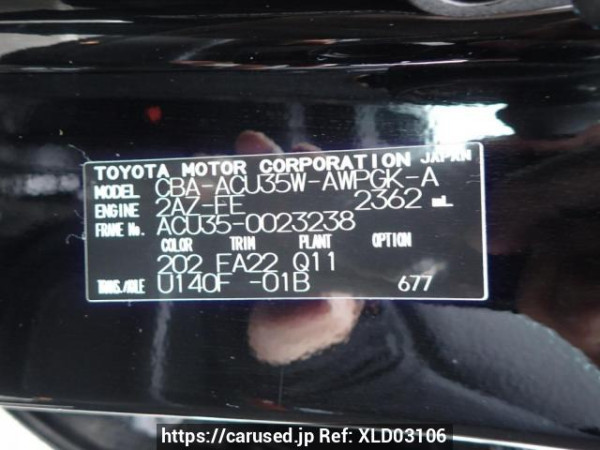 TOYOTA MOTOR CORPORATION JAPAN
MODEL CBA-ACU35W-AWPGK-A
ENGINE 2AZ-FE 2362 mL
FRAME No. ACU35-0023238
COLOR TRIM PLANT OPTION
202 FA22 Q11
TRANS./AXLE U140F -01B 677
https://carused.jp Ref: XLD03106